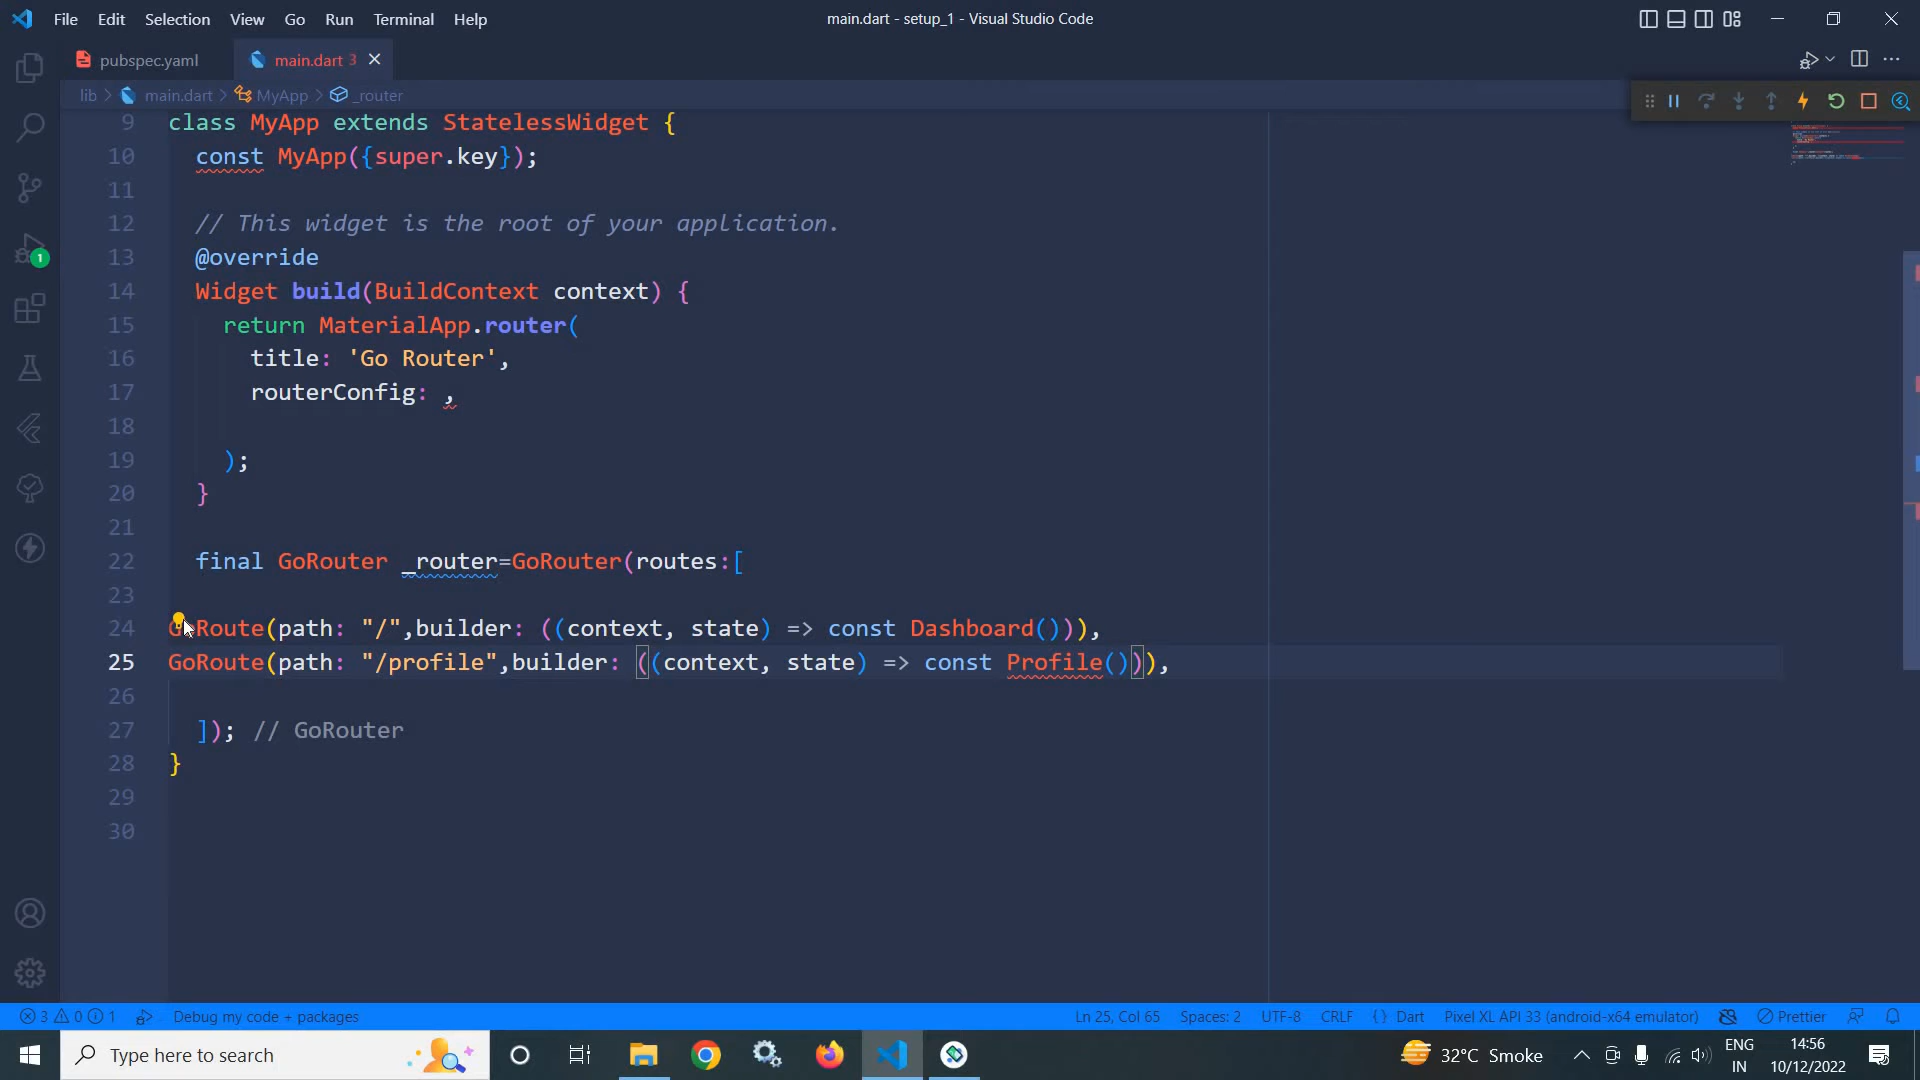 File Edit Selection View Go Run Terminal Help
main.dart - setup_1 - Visual Studio Code
pubspec.yaml
main.dart 3
lib > main.dart > MyApp > _router
9 class MyApp extends StatelessWidget {
10 const MyApp({super.key});
11
12 // This widget is the root of your application.
13 @override
14 Widget build(BuildContext context) {
15 return MaterialApp.router(
16 title: 'Go Router',
17 routerConfig: ,
18
19 );
20 }
21
22 final GoRouter _router=GoRouter(routes:[
23
24 GoRoute(path: "/",builder: ((context, state) => const Dashboard())),
25 GoRoute(path: "/profile",builder: ((context, state) => const Profile())),
26
27 ]); // GoRouter
28 }
29
30
1
3 0 1 Debug my code + packages
Ln 25, Col 65 Spaces: 2 UTF-8 CRLF {} Dart Pixel XL API 33 (android-x64 emulator) Prettier
Type here to search
32°C Smoke
ENG
IN
14:56
10/12/2022